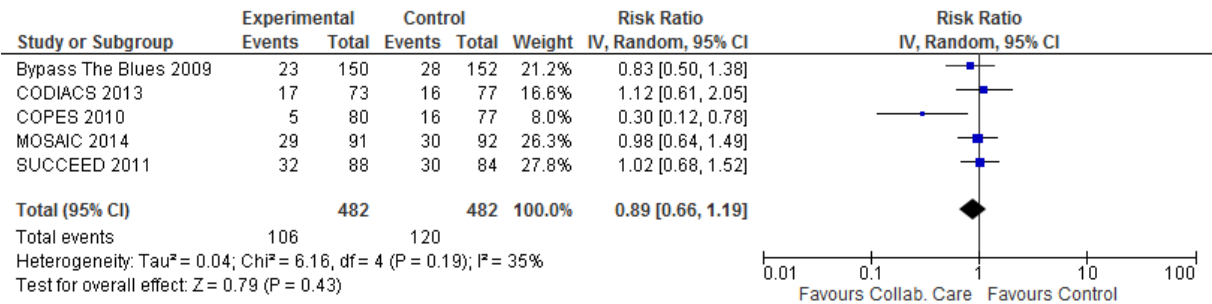 Experimental Control Risk Ratio Risk Ratio
Study or Subgroup Events Total Events Total Weight IV, Random, 95% CI IV, Random, 95% CI
Bypass The Blues 2009 23 150 28 152 21.2% 0.83 [0.50, 1.38]
CODIACS 2013 17 73 16 77 16.6% 1.12 [0.61, 2.05]
COPES 2010 5 80 16 77 8.0% 0.30 [0.12, 0.78]
MOSAIC 2014 29 91 30 92 26.3% 0.98 [0.64, 1.49]
SUCCEED 2011 32 88 30 84 27.8% 1.02 [0.68, 1.52]
Total (95% CI) 482 482 100.0% 0.89 [0.66, 1.19]
Total events 106 120
Heterogeneity: Tau² = 0.04; Chi² = 6.16, df = 4 (P = 0.19); I² = 35%
Test for overall effect: Z = 0.79 (P = 0.43)
0.01 0.1 1 10 100
Favours Collab. Care Favours Control